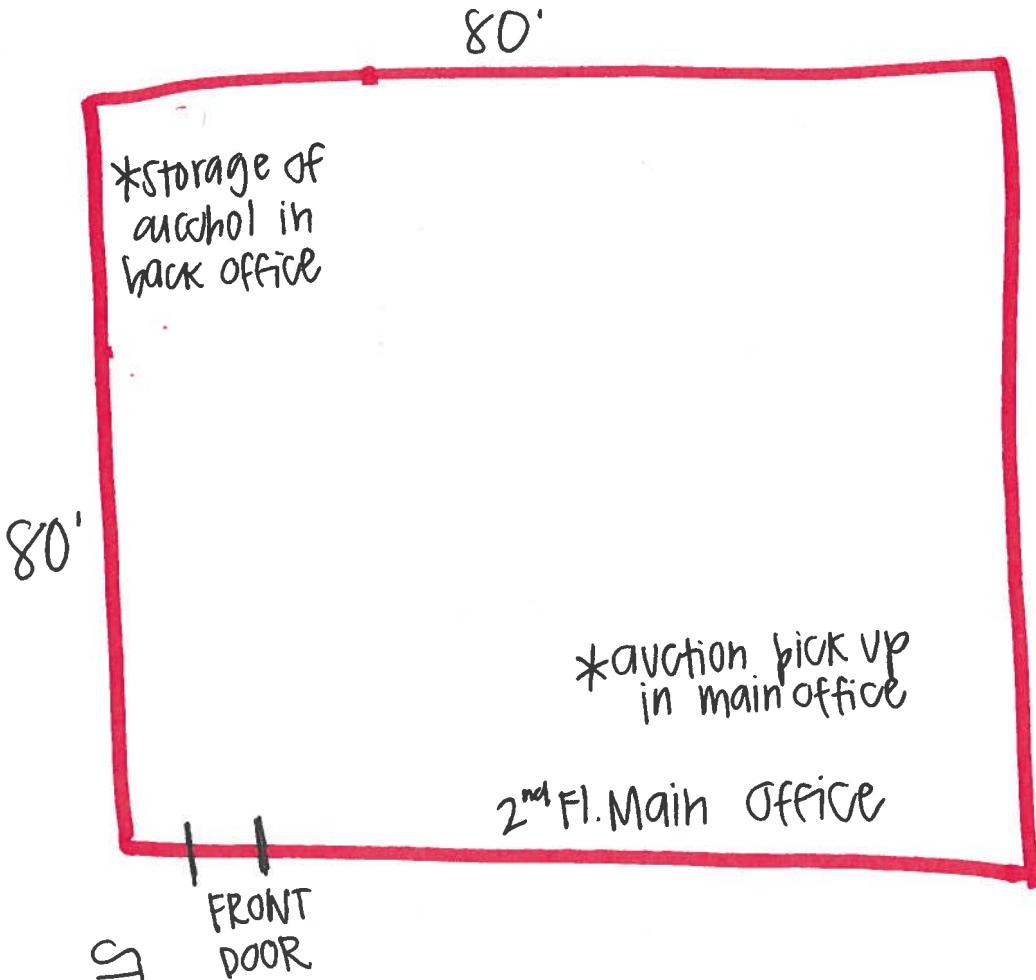 80'
*storage of
alcohol in
back office
80'
*auction pick up
in main office
2nd Fl. Main Office
FRONT
DOOR
ST